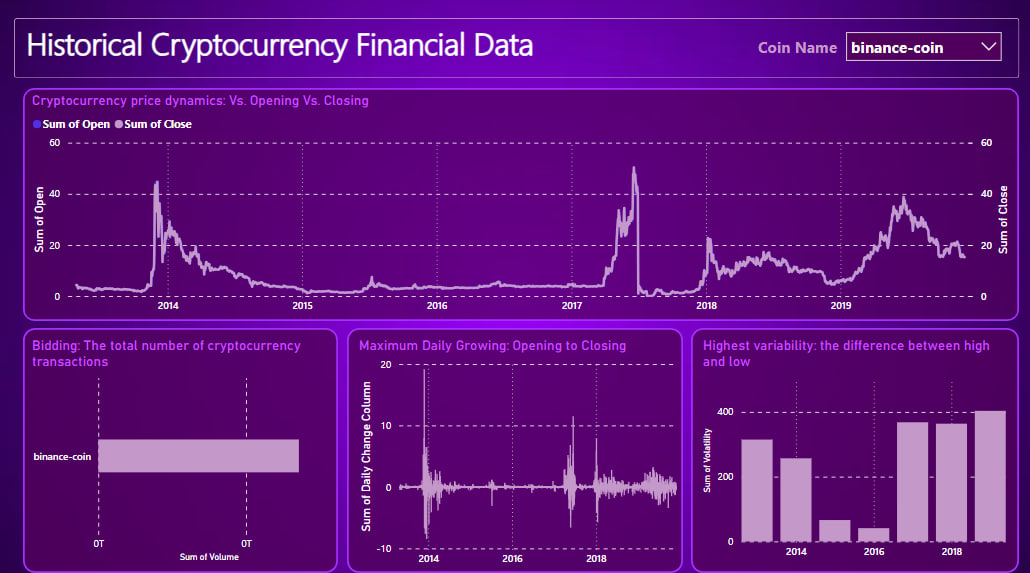 Historical Cryptocurrency Financial Data
Coin Name binance-coin
Cryptocurrency price dynamics: Vs. Opening Vs. Closing
Sum of Open Sum of Close
60 60
40 40
20 20
0 0
Sum of Open
Sum of Close
2014 2015 2016 2017 2018 2019
Bidding: The total number of cryptocurrency
transactions
binance-coin
0T 0T
Sum of Volume
Maximum Daily Growing: Opening to Closing
Sum of Daily Change Column
20
10
0
-10
2014 2016 2018
Highest variability: the difference between high
and low
Sum of Volatility
400
200
0
2014 2016 2018